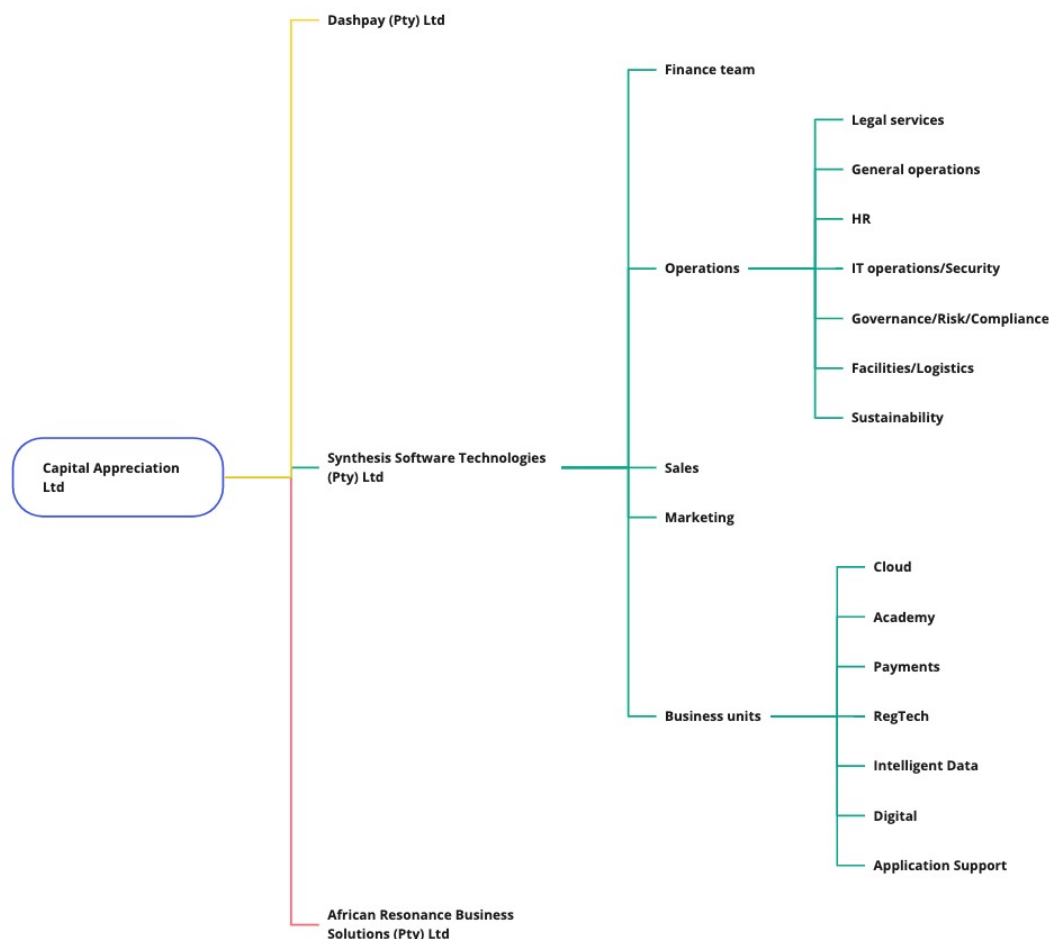 Dashpay (Pty) Ltd
Finance team
Legal services
General operations
HR
Operations
IT operations/Security
Governance/Risk/Compliance
Facilities/Logistics
Sustainability
Capital Appreciation
Ltd
Synthesis Software Technologies
(Pty) Ltd
Sales
Marketing
Cloud
Academy
Payments
Business units
RegTech
Intelligent Data
Digital
Application Support
African Resonance Business
Solutions (Pty) Ltd